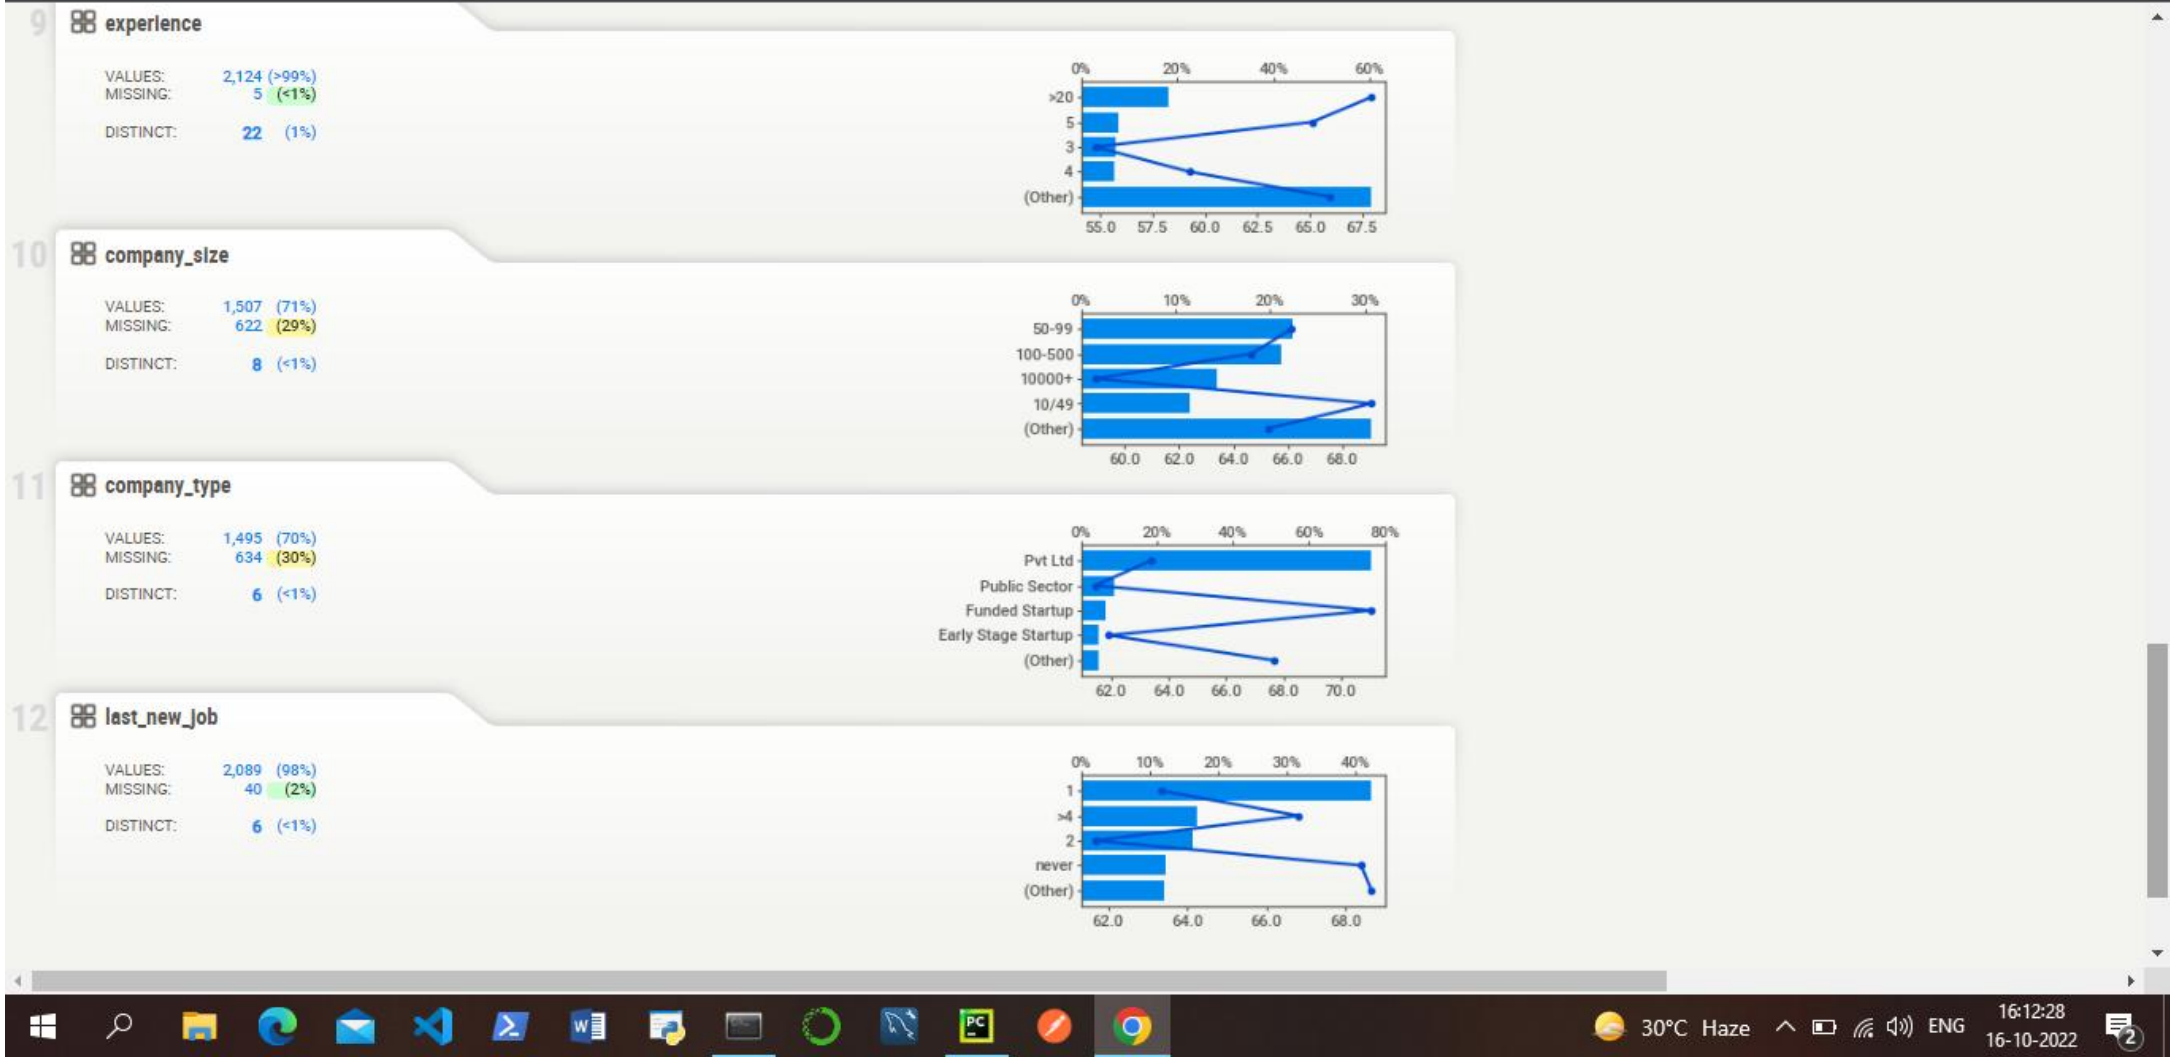 9 experience
VALUES: 2,124 (>99%)
MISSING: 5 (<1%)
DISTINCT: 22 (1%)
0% 20% 40% 60%
>20
5
3
4
(Other)
55.0 57.5 60.0 62.5 65.0 67.5
10 company_size
VALUES: 1,507 (71%)
MISSING: 622 (29%)
DISTINCT: 8 (<1%)
0% 10% 20% 30%
50-99
100-500
10000+
10/49
(Other)
60.0 62.0 64.0 66.0 68.0
11 company_type
VALUES: 1,495 (70%)
MISSING: 634 (30%)
DISTINCT: 6 (<1%)
0% 20% 40% 60% 80%
Pvt Ltd
Public Sector
Funded Startup
Early Stage Startup
(Other)
62.0 64.0 66.0 68.0 70.0
12 last_new_job
VALUES: 2,089 (98%)
MISSING: 40 (2%)
DISTINCT: 6 (<1%)
0% 10% 20% 30% 40%
1
>4
2
never
(Other)
62.0 64.0 66.0 68.0
W PC 30°C Haze ENG 16:12:28
16-10-2022 2